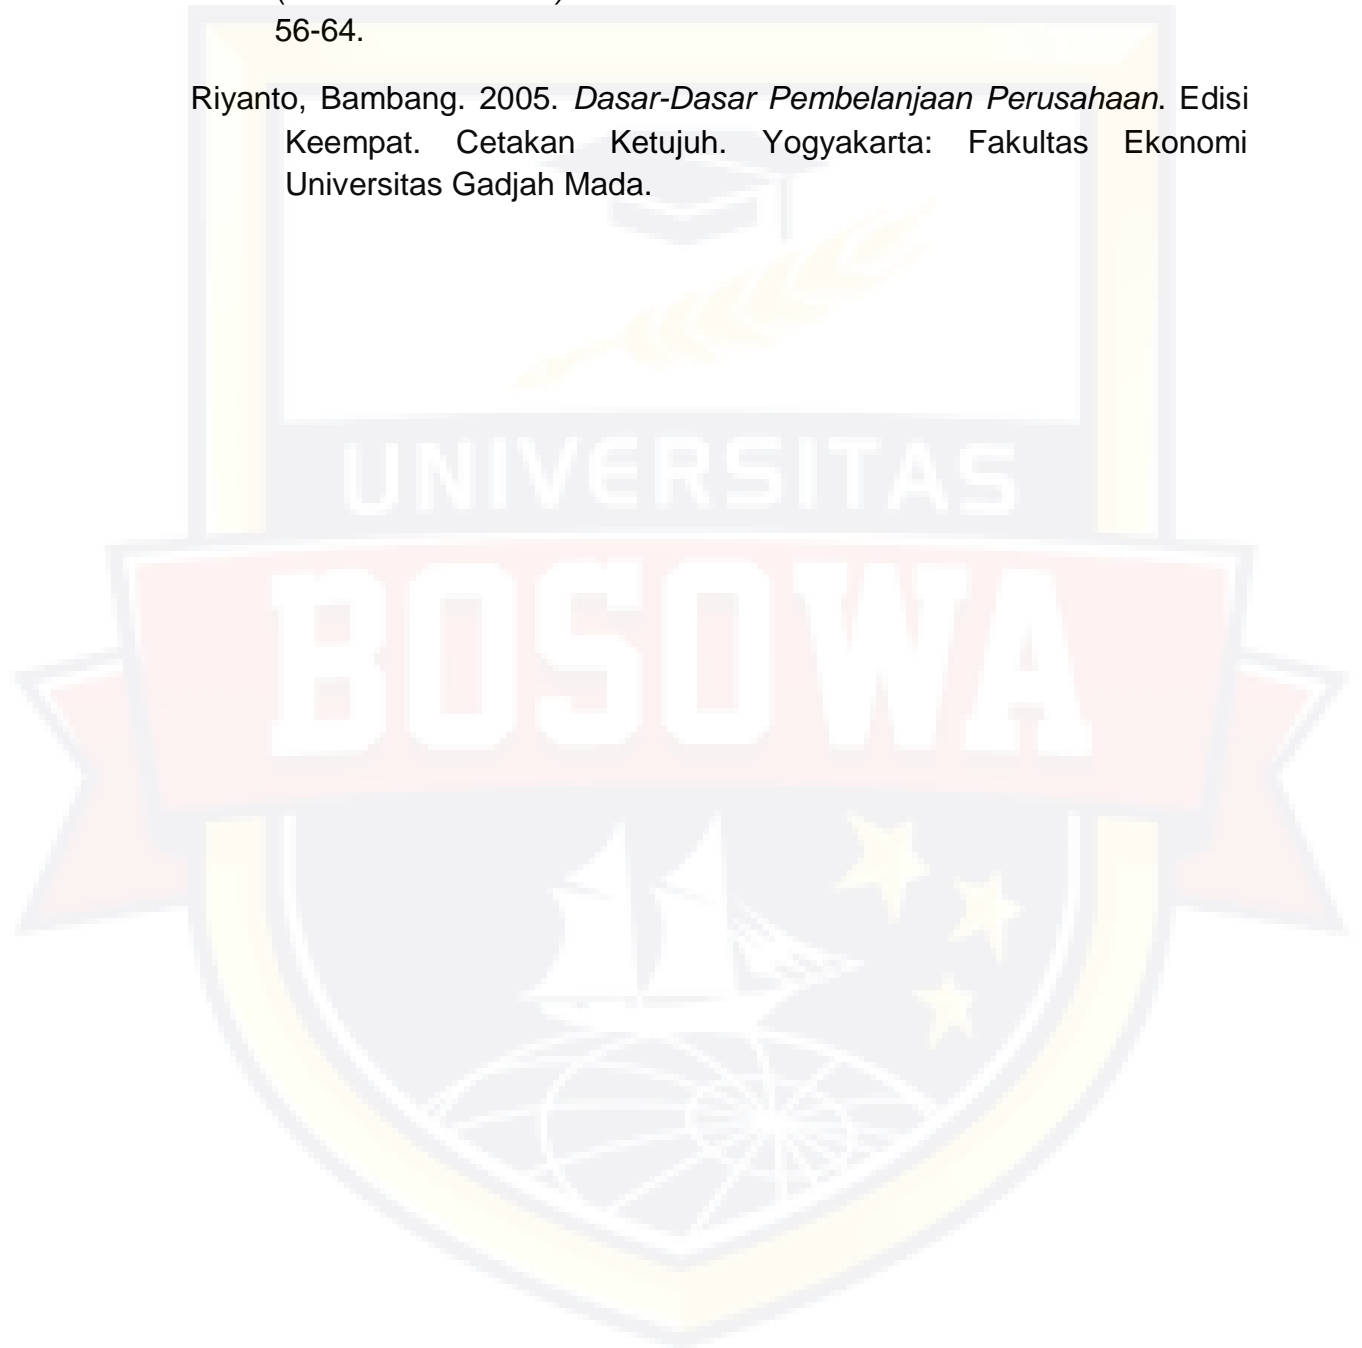 56-64.
Riyanto, Bambang. 2005. Dasar-Dasar Pembelanjaan Perusahaan. Edisi
Keempat. Cetakan Ketujuh. Yogyakarta: Fakultas Ekonomi
Universitas Gadjah Mada.
UNIVERSITAS
BOSOWA